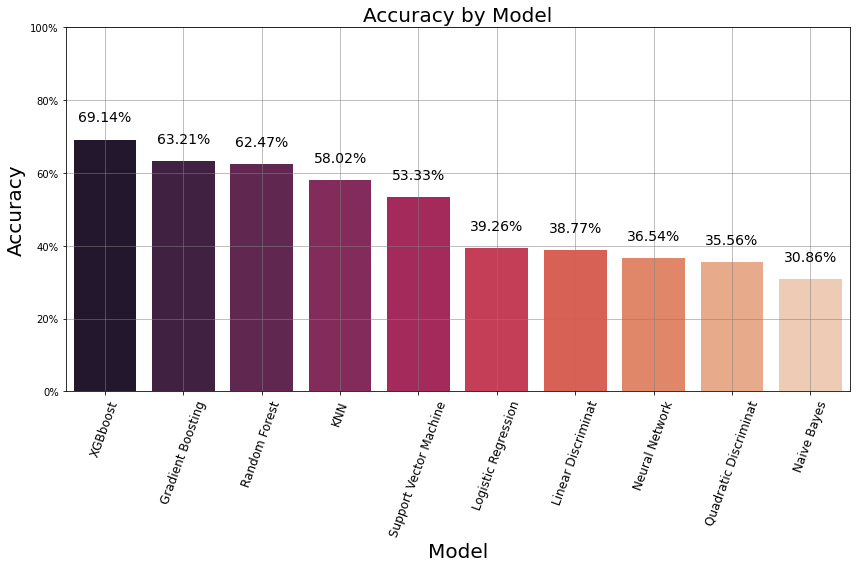 Accuracy by Model
Accuracy
100%
80%
60%
40%
20%
0%
69.14%
63.21%
62.47%
58.02%
53.33%
39.26%
38.77%
36.54%
35.56%
30.86%
XGBboost
Gradient Boosting
Random Forest
KNN
Support Vector Machine
Logistic Regression
Linear Discriminat
Neural Network
Quadratic Discriminat
Naive Bayes
Model